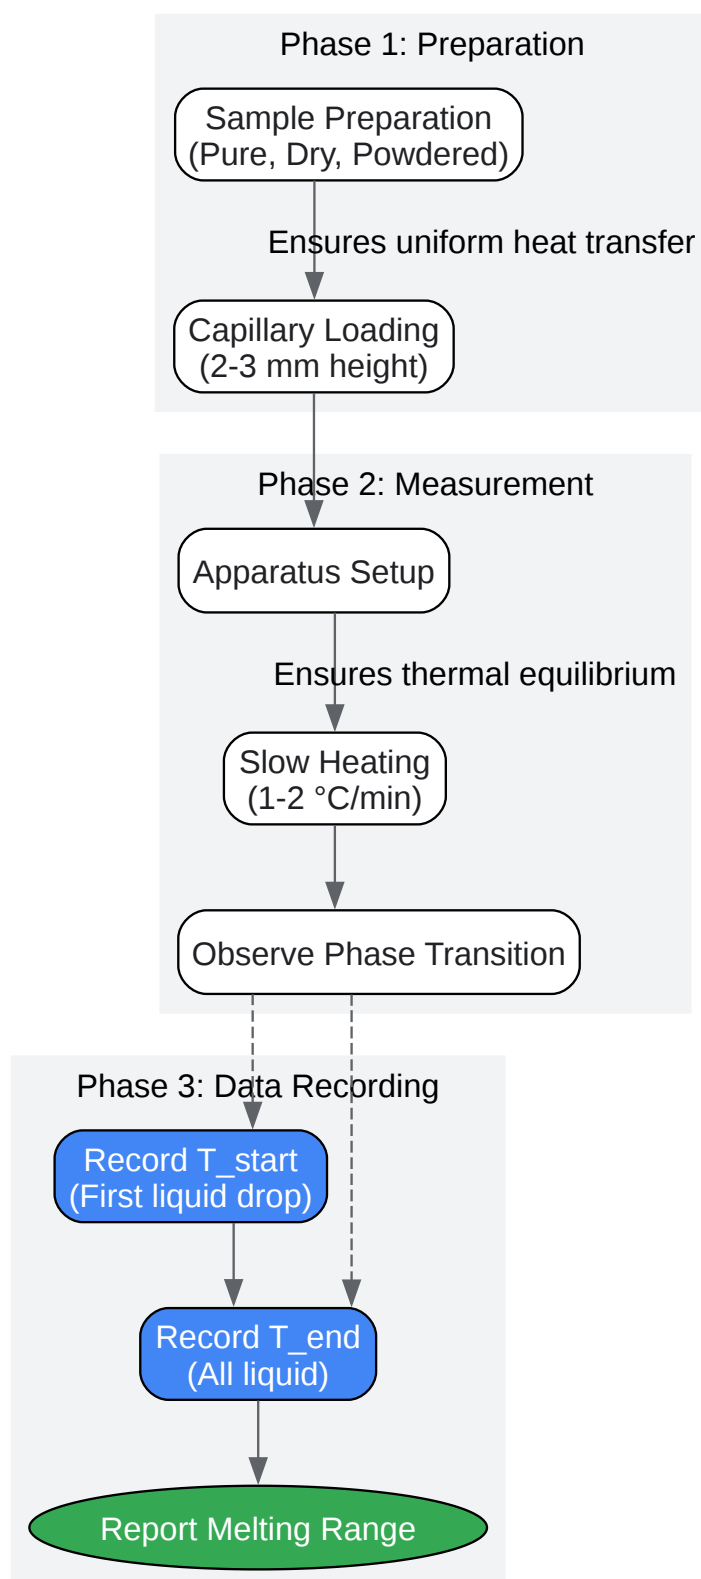 Phase 1: Preparation
Sample Preparation
(Pure, Dry, Powdered)
Ensures uniform heat transfer
Capillary Loading
(2-3 mm height)
Phase 2: Measurement
Apparatus Setup
Ensures thermal equilibrium
Slow Heating
(1-2 °C/min)
Observe Phase Transition
Phase 3: Data Recording
Record T_start
(First liquid drop)
Record T_end
(All liquid)
Report Melting Range